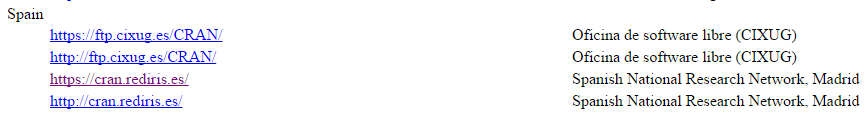 Spain
https://ftp.cixug.es/CRAN/ Oficina de software libre (CIXUG)
http://ftp.cixug.es/CRAN/ Oficina de software libre (CIXUG)
https://cran.rediris.es/ Spanish National Research Network, Madrid
http://cran.rediris.es/ Spanish National Research Network, Madrid